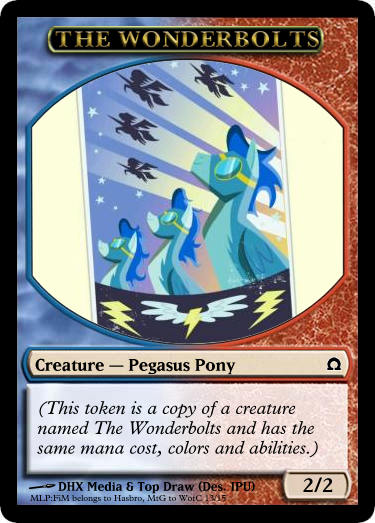 THE WONDERBOLTS
Creature — Pegasus Pony
(This token is a copy of a creature
named The Wonderbolts and has the
same mana cost, colors and abilities.)
DHX Media & Top Draw (Des. IPU)
MLP:FiM belongs to Hasbro, MtG to WotC 13/15
2/2